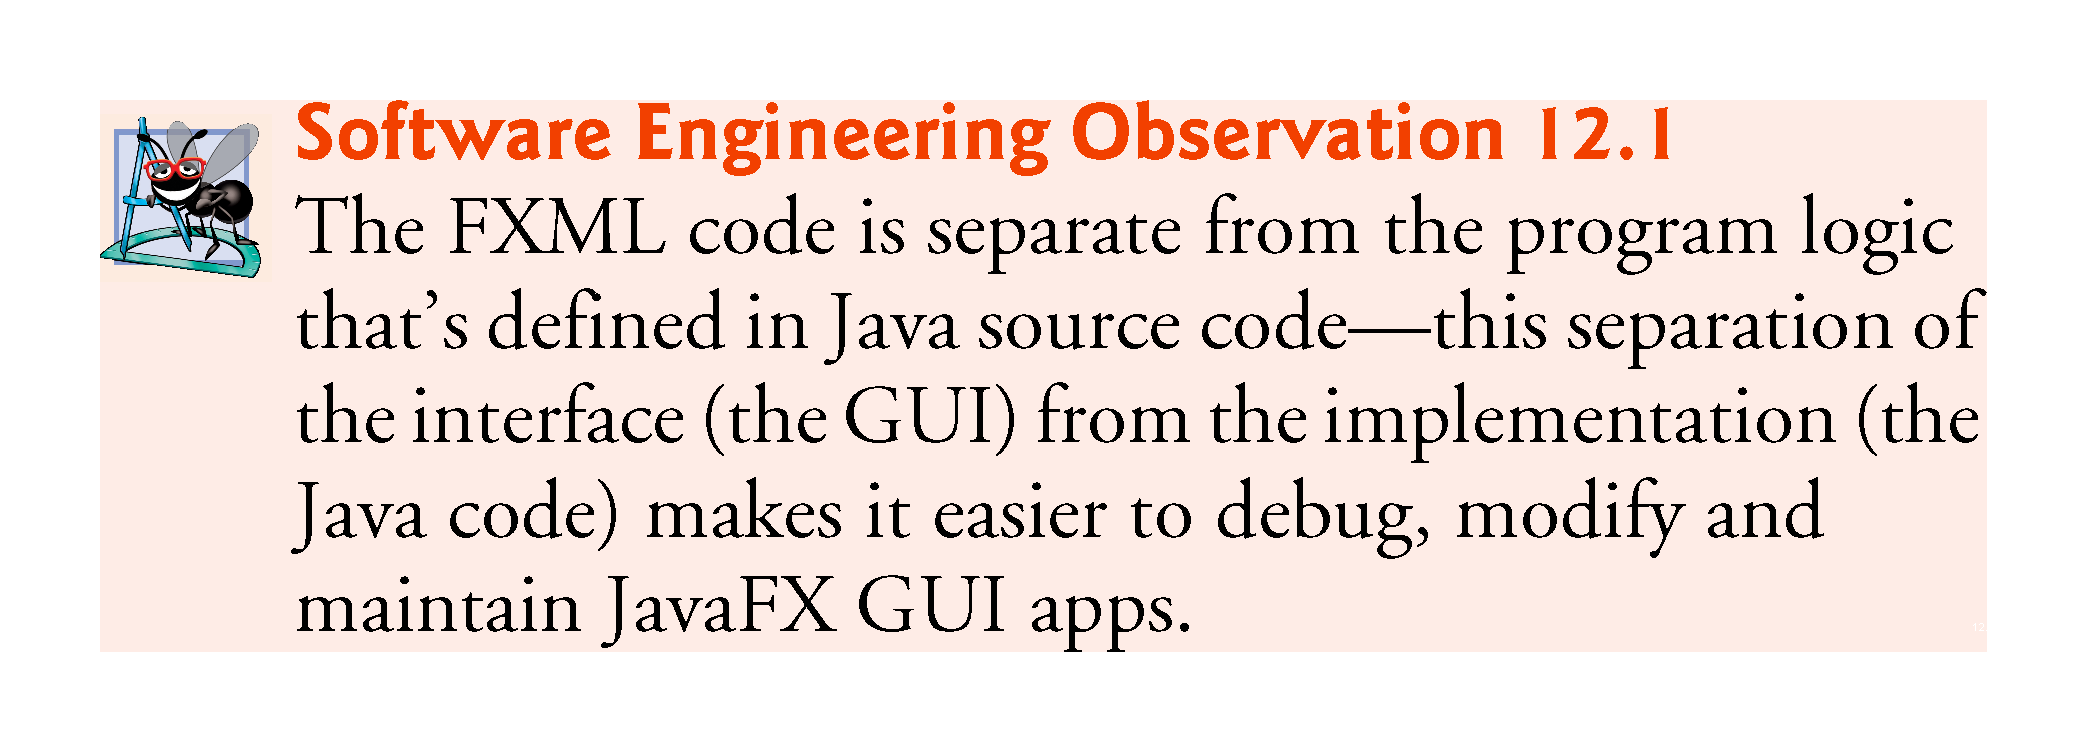 Software Engineering Observation 12.1
The FXML code is separate from the program logic
that’s defined in Java source code—this separation of
the interface (the GUI) from the implementation (the
Java code) makes it easier to debug, modify and
maintain JavaFX GUI apps.
12